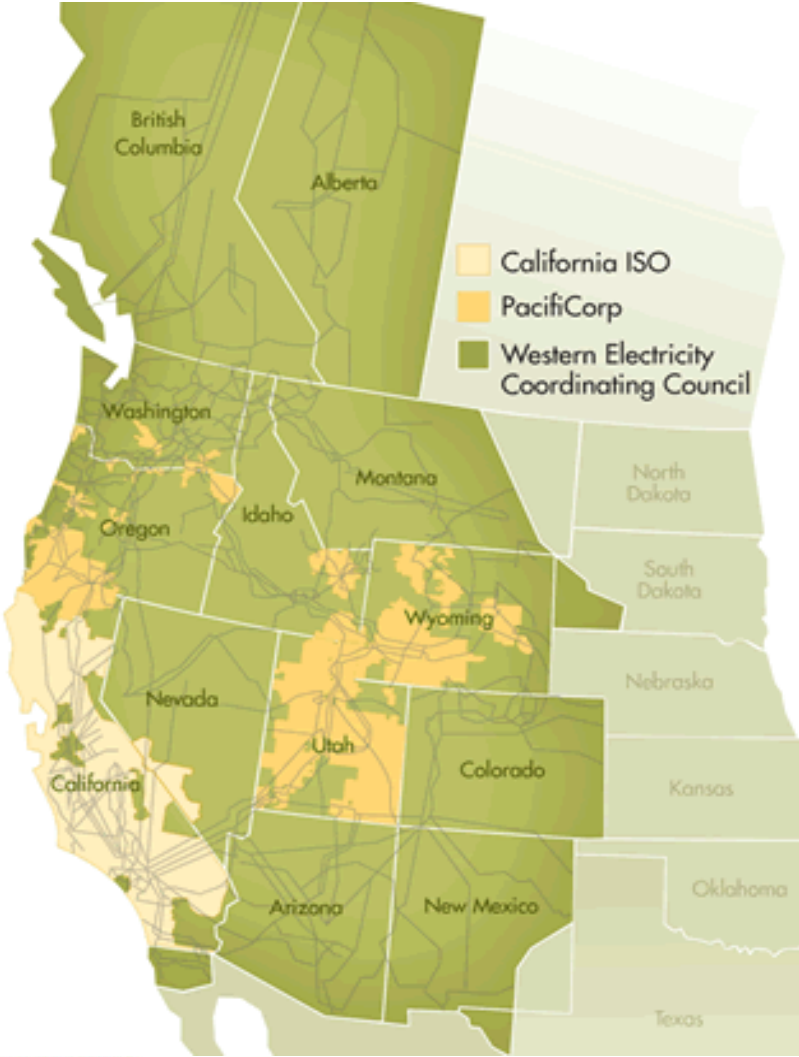 British
Columbia
Alberta
California ISO
PacifiCorp
Western Electricity
Coordinating Council
Washington
Montana
North
Dakota
Idaho
Oregon
South
Dakota
Wyoming
Nebraska
Nevada
Utah
Colorado
California
Kansas
Oklahoma
Arizona
New Mexico
Texas